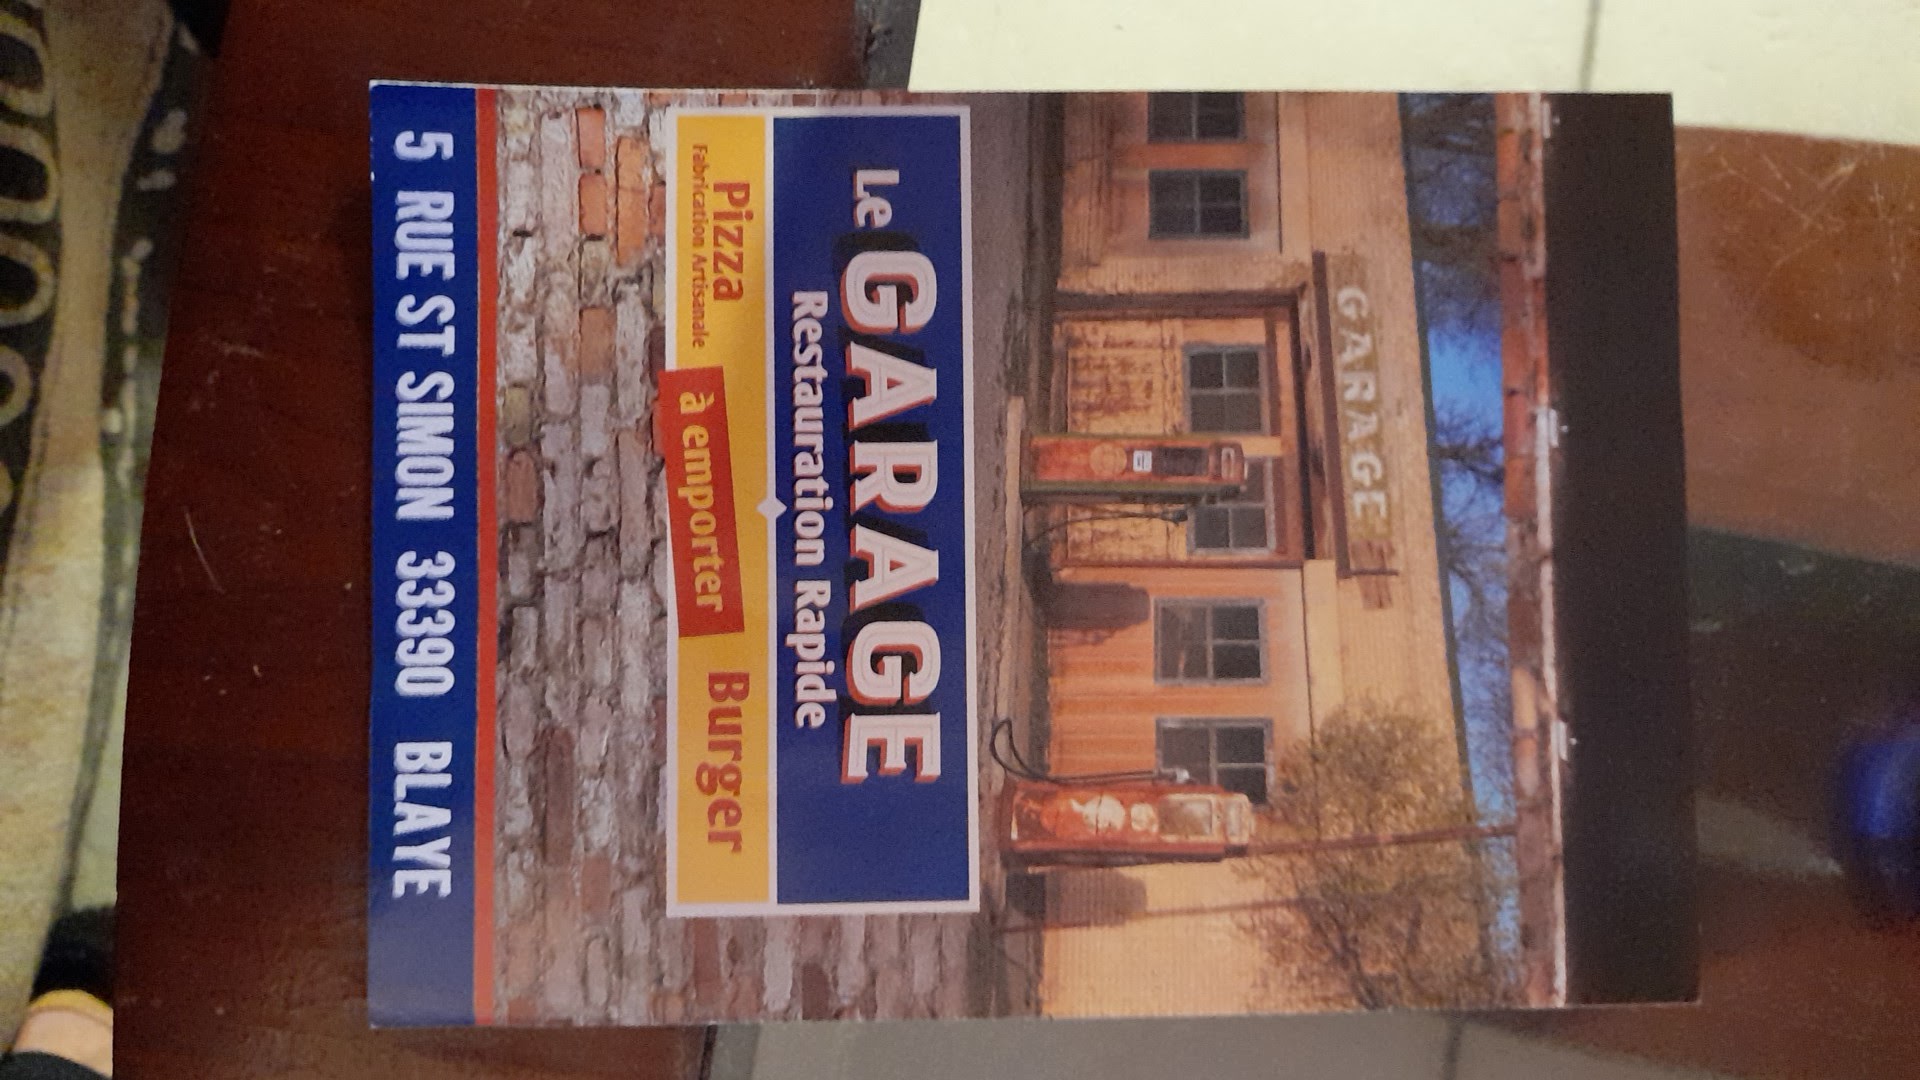 GARAGE
Le GARAGE
Restauration Rapide
Pizza
Fabrication Artisanale
à emporter
Burger
5 RUE ST SIMON 33390 BLAYE